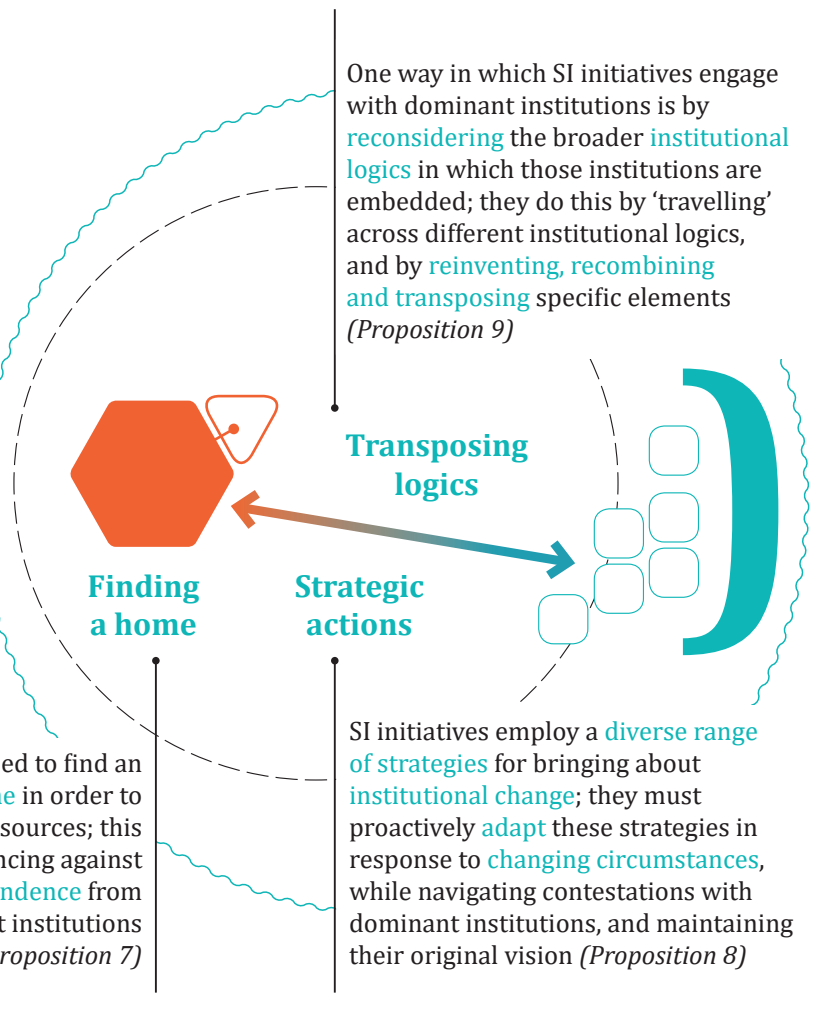 One way in which SI initiatives engage
with dominant institutions is by
reconsidering the broader institutional
logics in which those institutions are
embedded; they do this by ‘travelling’
across different institutional logics,
and by reinventing, recombining
and transposing specific elements
(Proposition 9)
Transposing
logics
Finding
a home
Strategic
actions
to find an
in order to
this
against
from
institutions
7)
SI initiatives employ a diverse range
of strategies for bringing about
institutional change; they must
proactively adapt these strategies in
response to changing circumstances,
while navigating contestations with
dominant institutions, and maintaining
their original vision (Proposition 8)